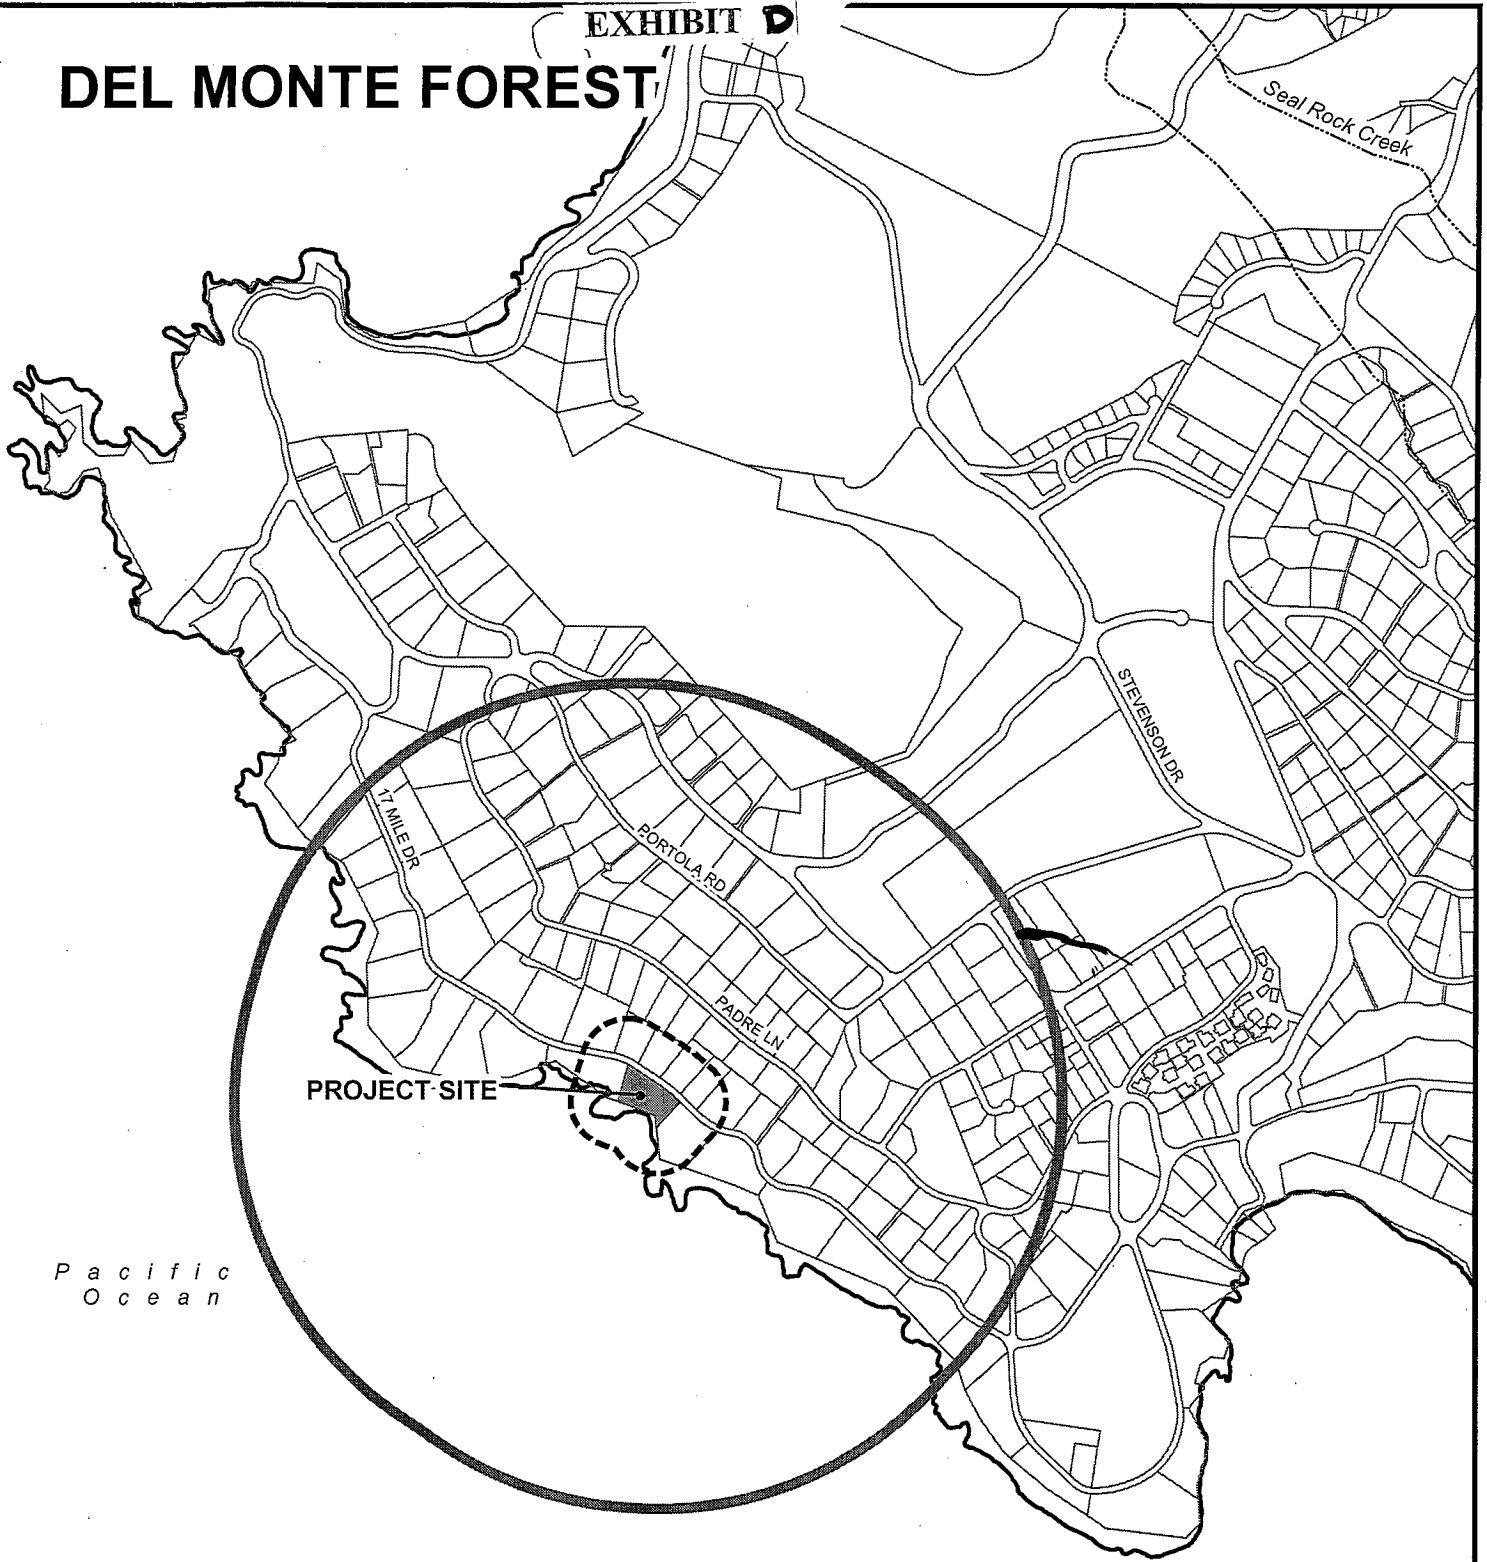 EXHIBIT D
DEL MONTE FOREST
Seal Rock Creek
STEVENSON DR
17 MILE DR
PORTOLA RD
PADRE LN
PROJECT SITE
Pacific
Ocean